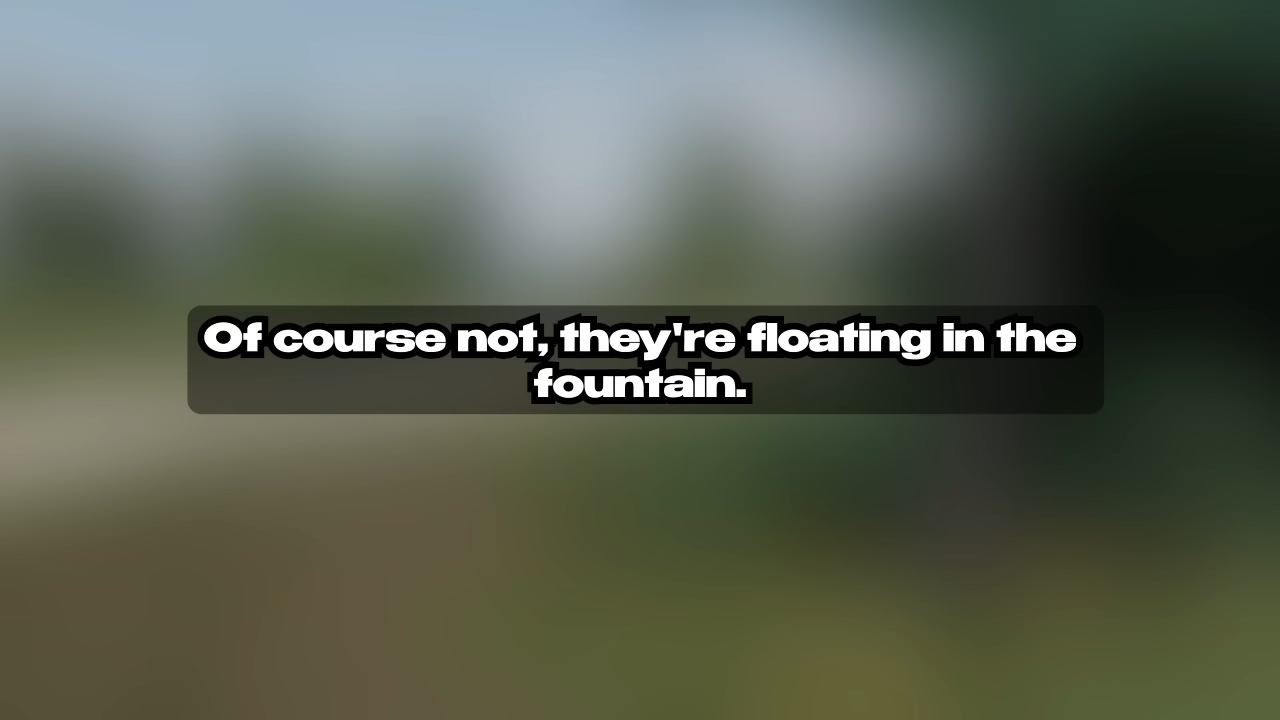 Of course not, they're floating in the
fountain.